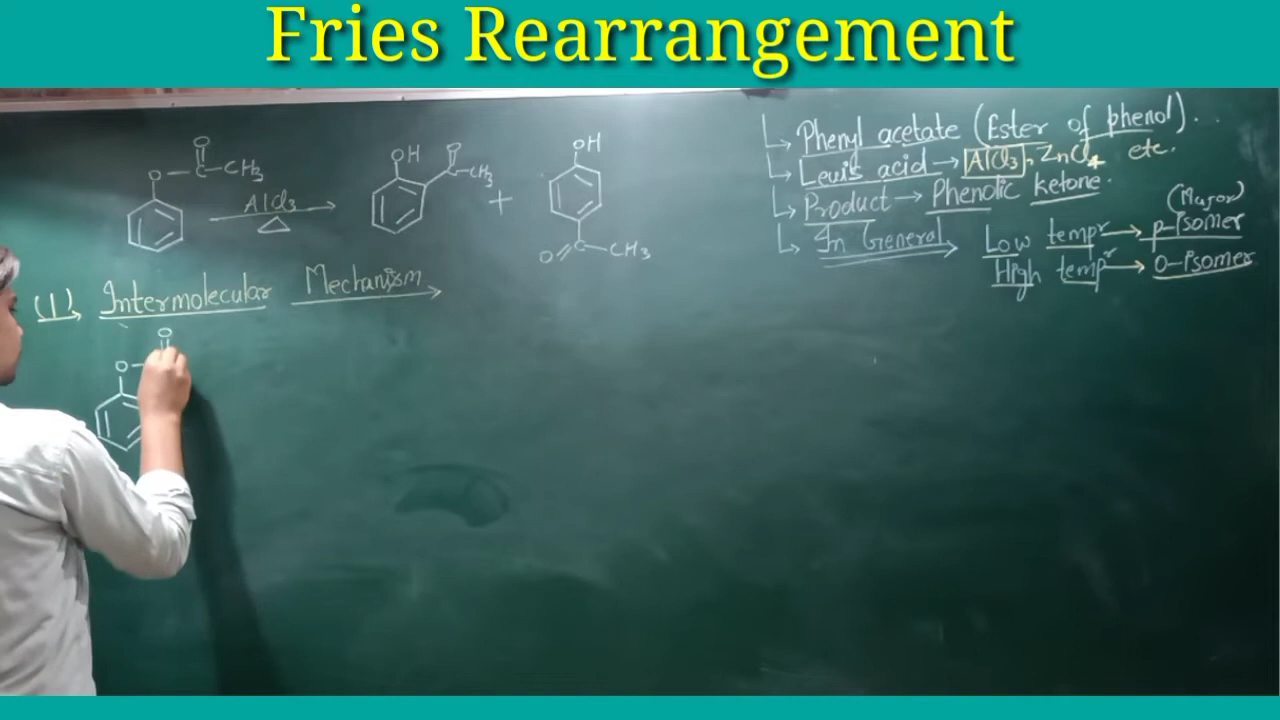 Fries Rearrangement
O
O — C — CH3
AlCl3
△
OH
O
C — CH3
+
OH
O = C — CH3
↳ Phenyl acetate (Ester of phenol)...
↳ Lewis acid → AlCl3, ZnCl4 etc.
↳ Product → Phenolic ketone.
(Major)
↳ In General → Low tempr → p-Isomer
High tempr → o-isomer
(1) Intermolecular Mechanism →
O
O